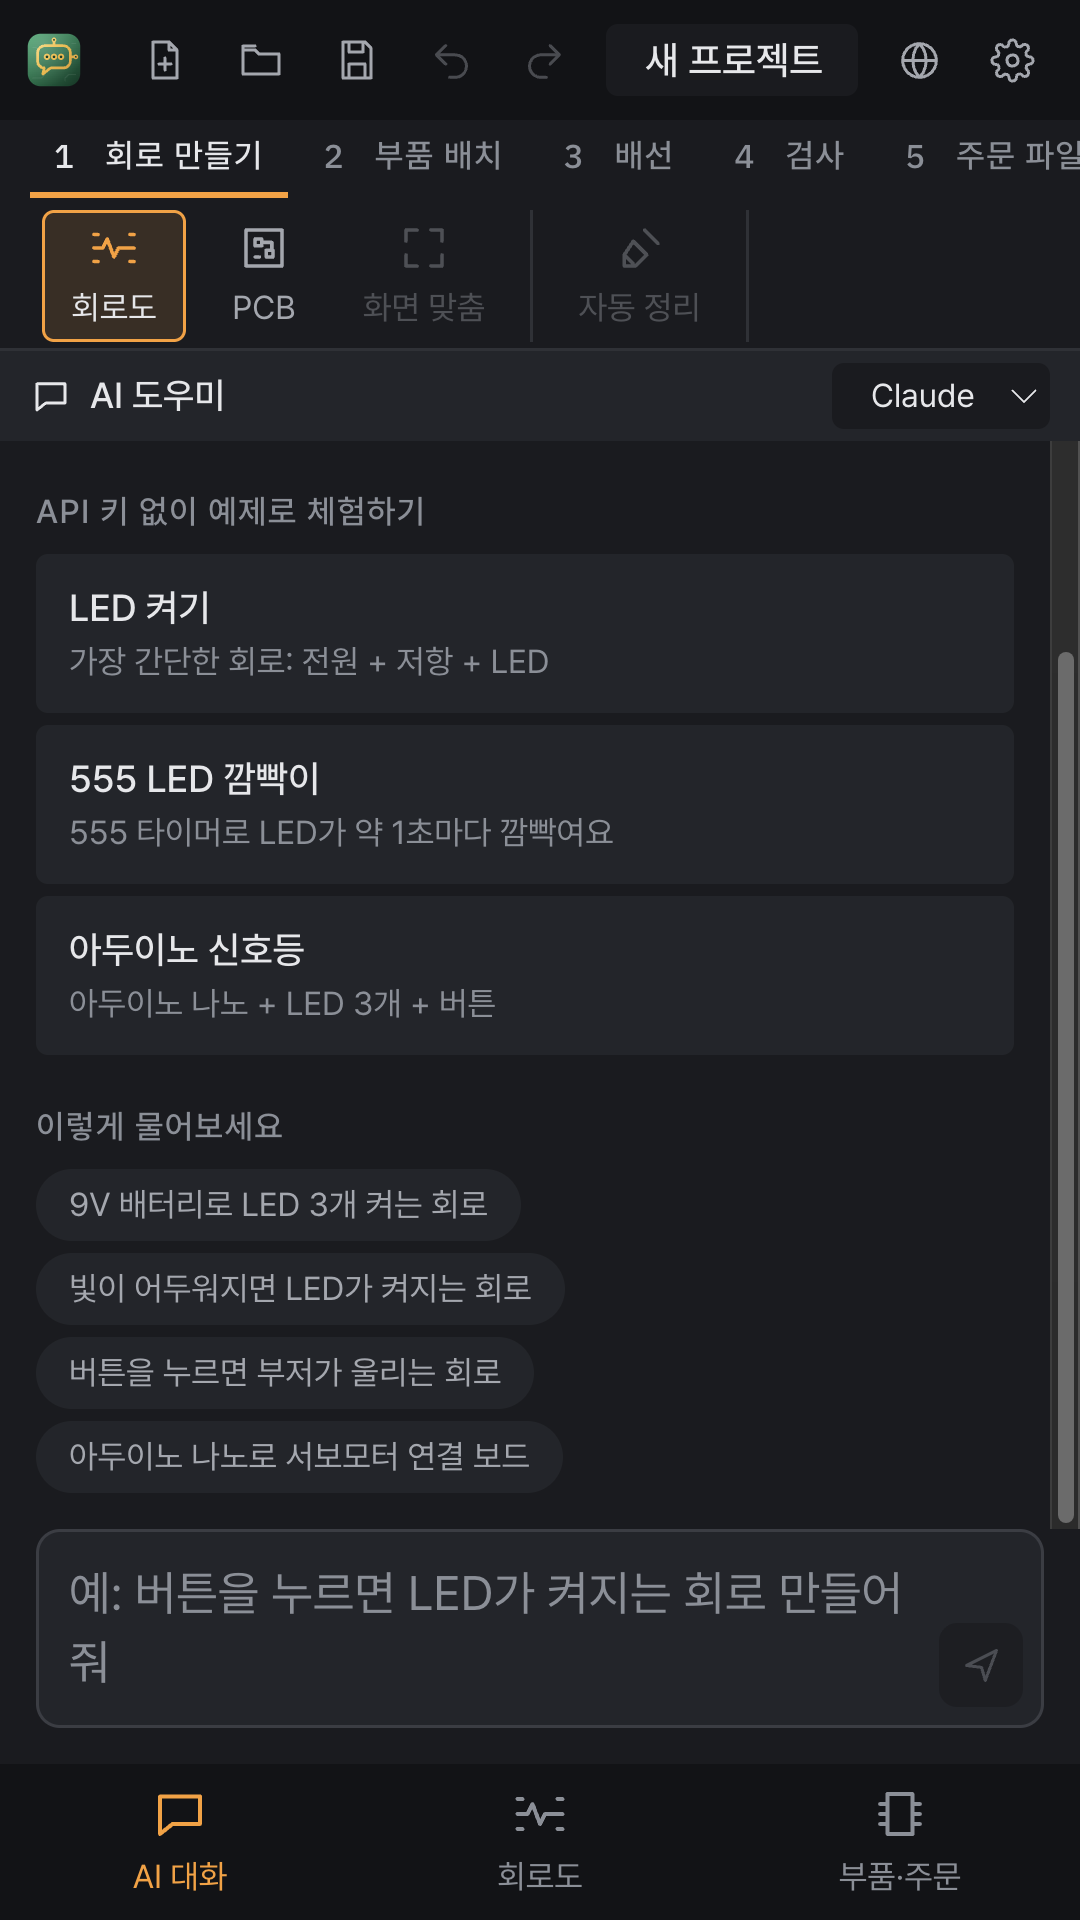 새 프로젝트
1 회로 만들기 2 부품 배치 3 배선 4 검사 5 주문 파일
회로도 PCB 화면 맞춤 자동 정리
AI 도우미 Claude
API 키 없이 예제로 체험하기
LED 켜기
가장 간단한 회로: 전원 + 저항 + LED
555 LED 깜빡이
555 타이머로 LED가 약 1초마다 깜빡여요
아두이노 신호등
아두이노 나노 + LED 3개 + 버튼
이렇게 물어보세요
9V 배터리로 LED 3개 켜는 회로
빛이 어두워지면 LED가 켜지는 회로
버튼을 누르면 부저가 울리는 회로
아두이노 나노로 서보모터 연결 보드
예: 버튼을 누르면 LED가 켜지는 회로 만들어
줘
AI 대화 회로도 부품·주문